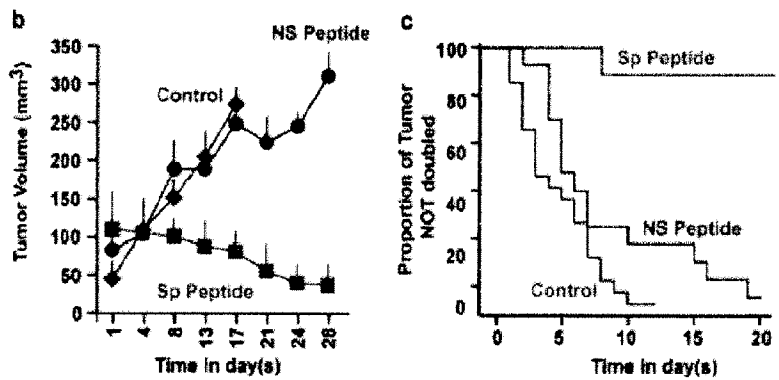 b
NS Peptide
Tumor Volume (mm³)
350
300
250
200
150
100
50
0
Control
Sp Peptide
1 4 8 13 17 21 24 28
Time in day(s)
c
Proportion of Tumor
NOT doubled
100
80
60
40
20
0
Sp Peptide
NS Peptide
Control
0 5 10 15 20
Time in day(s)